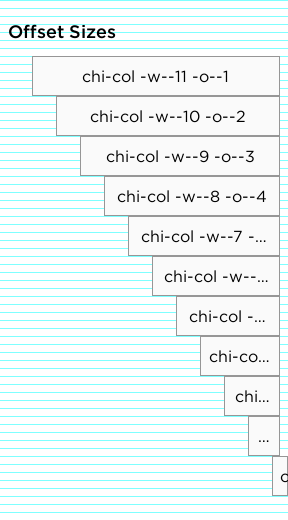 Offset Sizes
chi-col -w--11 -o--1
chi-col -w--10 -o--2
chi-col -w--9 -o--3
chi-col -w--8 -o--4
chi-col -w--7 -...
chi-col -w--...
chi-col -...
chi-co...
chi...
...